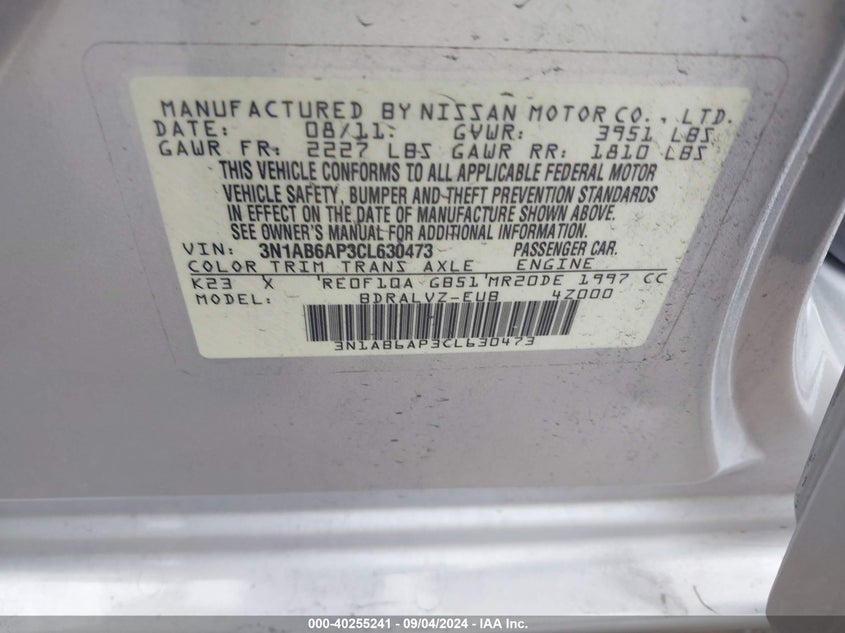 MANUFACTURED BY NISSAN MOTOR CO., LTD.
DATE: 08/11 GVWR: 3951 LBS
GAWR FR: 2227 LBS GAWR RR: 1810 LBS
THIS VEHICLE CONFORMS TO ALL APPLICABLE FEDERAL MOTOR
VEHICLE SAFETY, BUMPER AND THEFT PREVENTION STANDARDS
IN EFFECT ON THE DATE OF MANUFACTURE SHOWN ABOVE.
SEE OWNER'S MANUAL FOR ADDITIONAL INFORMATION.
VIN: 3N1AB6AP3CL630473 PASSENGER CAR.
COLOR TRIM TRANS AXLE ENGINE
K23 X RE0F10A GB51 MR20DE 1997 CC
MODEL: BDRALVZ-EUB 4Z000
3N1AB6AP3CL630473
000-40255241 - 09/04/2024 - IAA Inc.